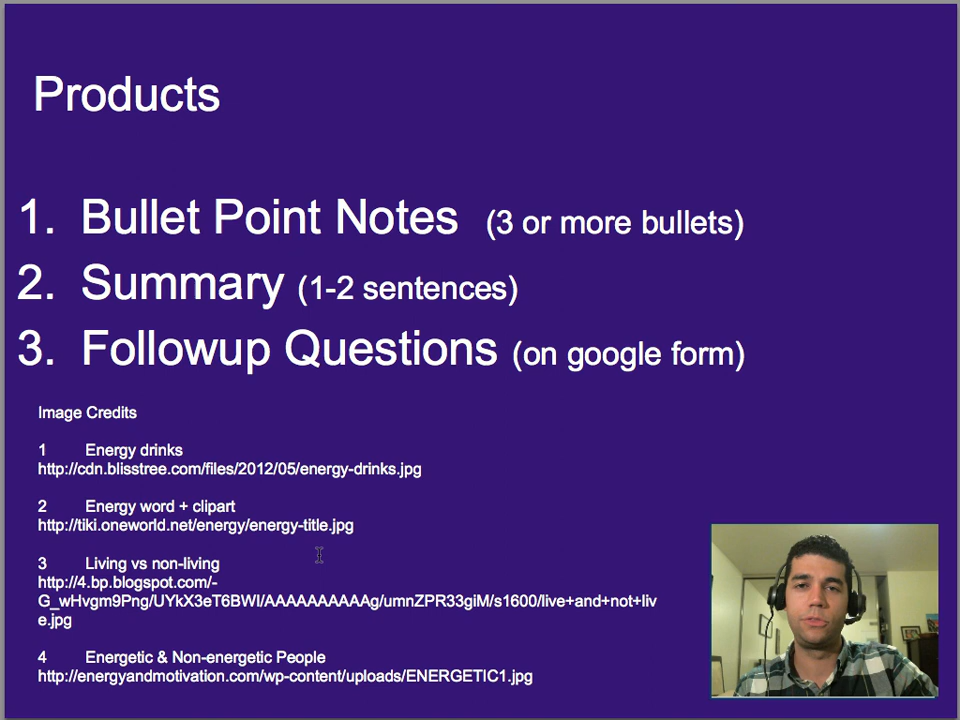 Products
1. Bullet Point Notes (3 or more bullets)
2. Summary (1-2 sentences)
3. Followup Questions (on google form)
Image Credits
1 Energy drinks
http://cdn.blisstree.com/files/2012/05/energy-drinks.jpg
2 Energy word + clipart
http://tiki.oneworld.net/energy/energy-title.jpg
3 Living vs non-living
http://4.bp.blogspot.com/-
G_wHvgm9Png/UYkX3eT6BWI/AAAAAAAAAAg/umnZPR33giM/s1600/live+and+not+liv
e.jpg
4 Energetic & Non-energetic People
http://energyandmotivation.com/wp-content/uploads/ENERGETIC1.jpg